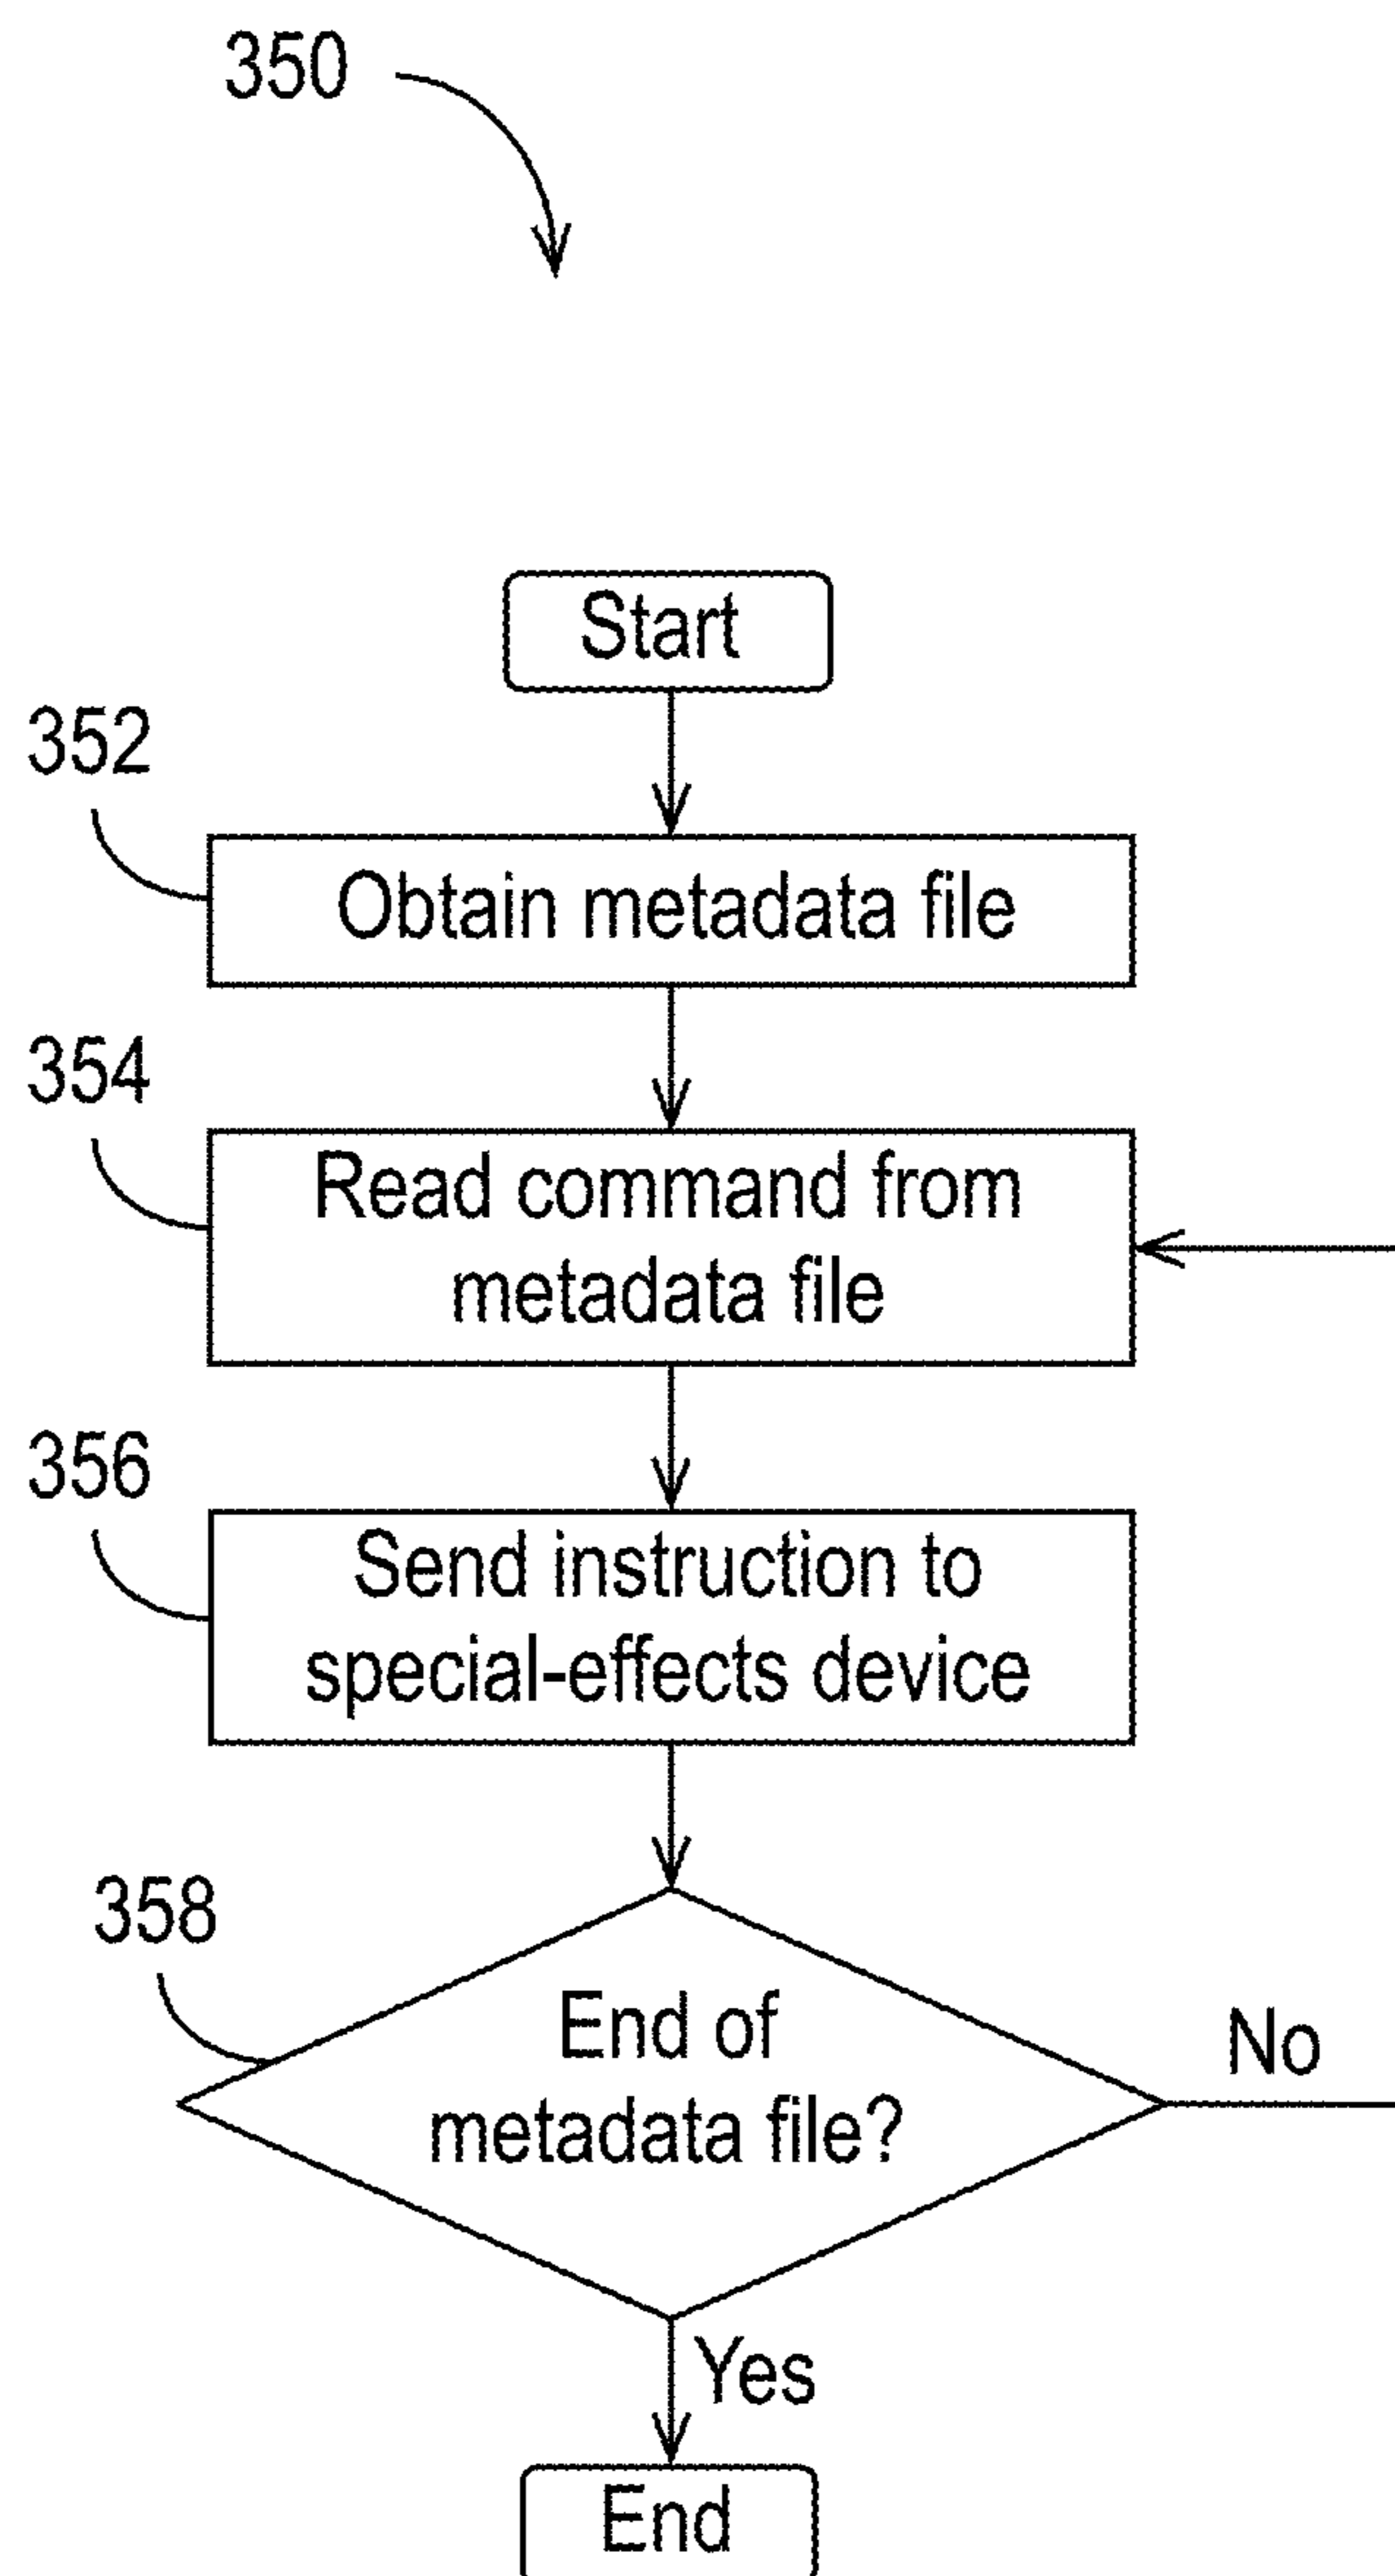 350
Start
352
Obtain metadata file
354
Read command from
metadata file
356
Send instruction to
special-effects device
358
End of
metadata file?
No
Yes
End